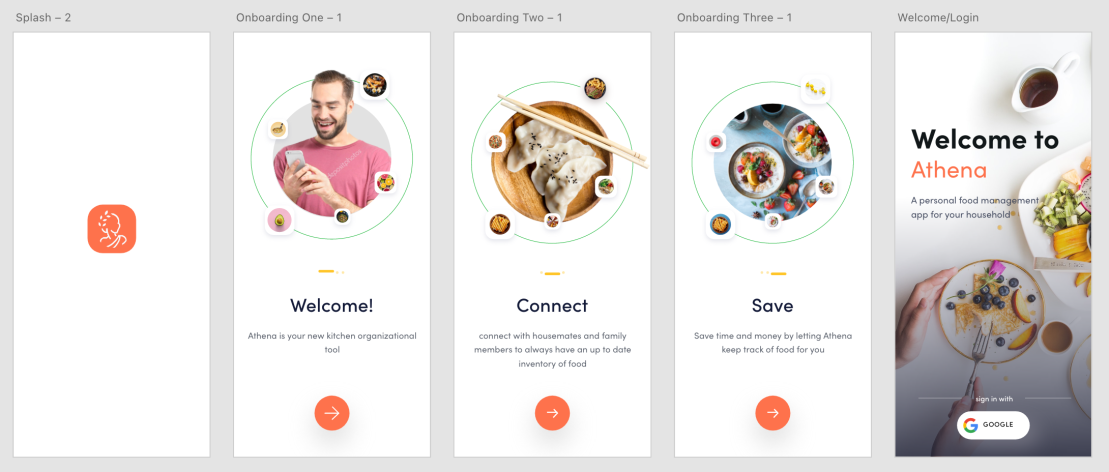 Splash – 2
Onboarding One – 1
Onboarding Two – 1
Onboarding Three – 1
Welcome/Login
Welcome!
Athena is your new kitchen organizational
tool
Connect
connect with housemates and family
members to always have an up to date
inventory of food
Save
Save time and money by letting Athena
keep track of food for you
Welcome to
Athena
A personal food management
app for your household
sign in with
GOOGLE